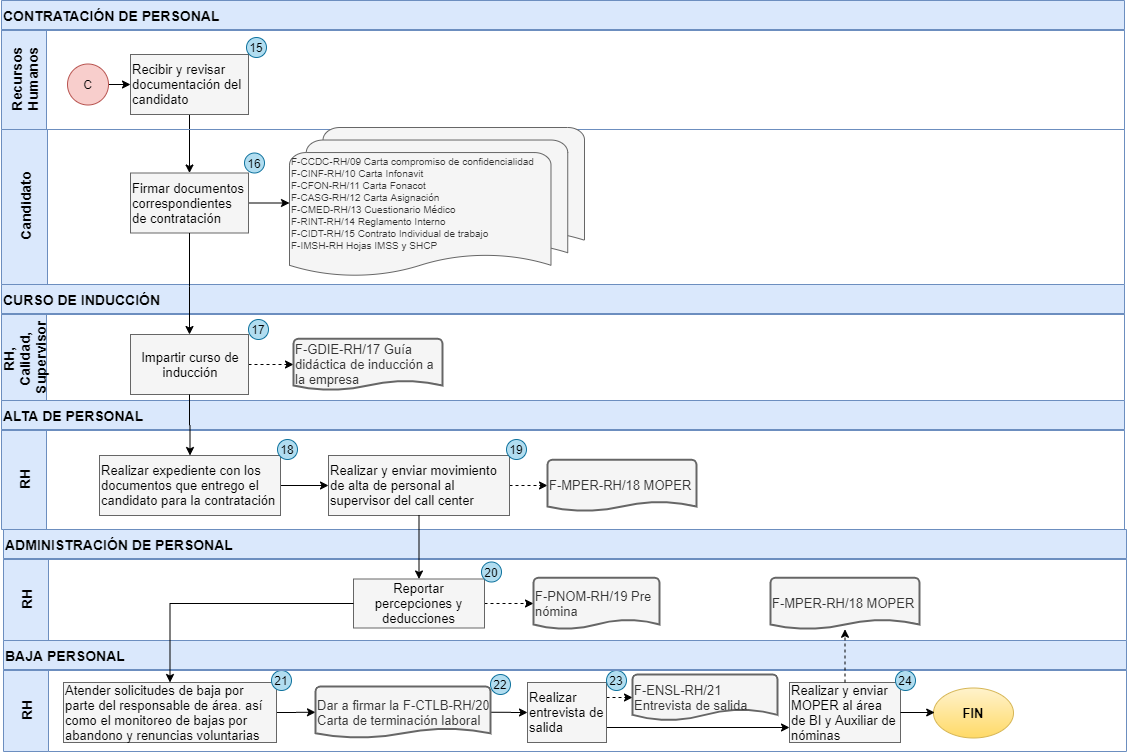 CONTRATACIÓN DE PERSONAL
Recursos
Humanos
C
15
Recibir y revisar
documentación del
candidato
Candidato
16
Firmar documentos
correspondientes
de contratación
F-CCDC-RH/09 Carta compromiso de confidencialidad
F-CINF-RH/10 Carta Infonavit
F-CFON-RH/11 Carta Fonacot
F-CASG-RH/12 Carta Asignación
F-CMED-RH/13 Cuestionario Médico
F-RINT-RH/14 Reglamento Interno
F-CIDT-RH/15 Contrato Individual de trabajo
F-IMSH-RH Hojas IMSS y SHCP
CURSO DE INDUCCIÓN
RH,
Calidad,
Supervisor
17
Impartir curso de
inducción
F-GDIE-RH/17 Guía
didáctica de inducción a
la empresa
ALTA DE PERSONAL
RH
18
Realizar expediente con los
documentos que entrego el
candidato para la contratación
19
Realizar y enviar movimiento
de alta de personal al
supervisor del call center
F-MPER-RH/18 MOPER
ADMINISTRACIÓN DE PERSONAL
RH
20
Reportar
percepciones y
deducciones
F-PNOM-RH/19 Pre
nómina
F-MPER-RH/18 MOPER
BAJA PERSONAL
RH
21
Atender solicitudes de baja por
parte del responsable de área. así
como el monitoreo de bajas por
abandono y renuncias voluntarias
22
Dar a firmar la F-CTLB-RH/20
Carta de terminación laboral
23
Realizar
entrevista de
salida
F-ENSL-RH/21
Entrevista de salida
24
Realizar y enviar
MOPER al área
de BI y Auxiliar de
nóminas
FIN